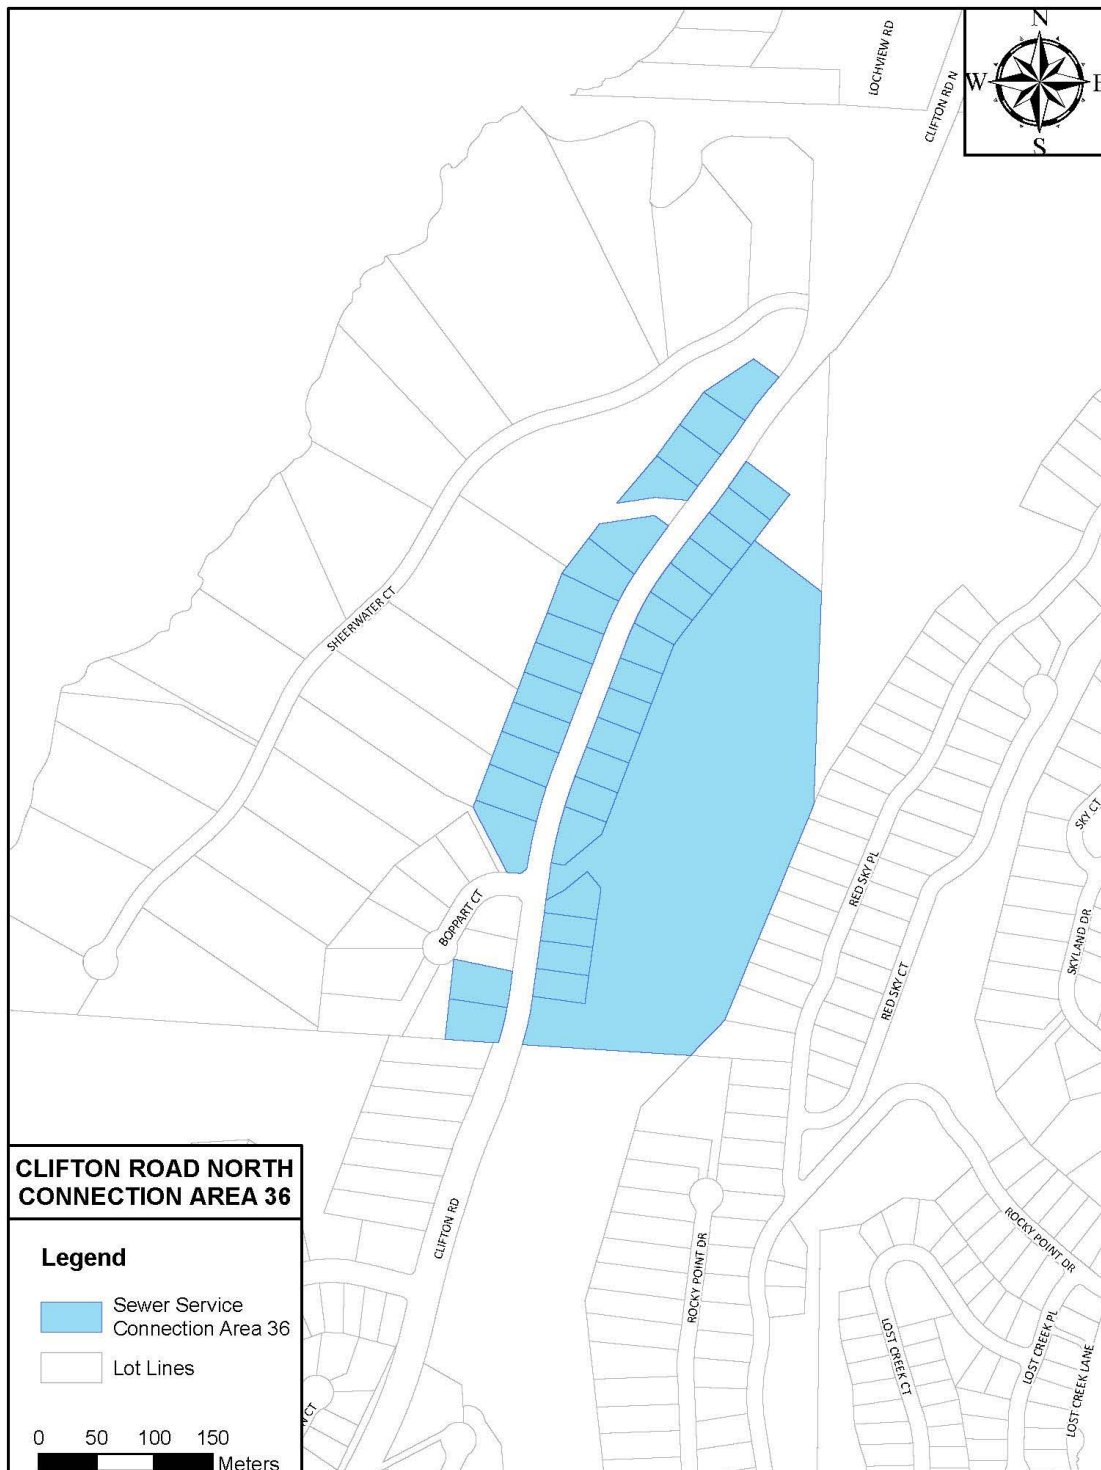 N
W
E
S
LOCHVIEW RD
CLIFTON RD N
SHEERWATER CT
BOPPART CT
RED SKY PL
RED SKY CT
SKY CT
SKYLAND DR
CLIFTON RD
ROCKY POINT DR
ROCKY POINT DR
LOST CREEK CT
LOST CREEK PL
LOST CREEK LANE
CLIFTON ROAD NORTH
CONNECTION AREA 36
Legend
Sewer Service
Connection Area 36
Lot Lines
0 50 100 150
Meters